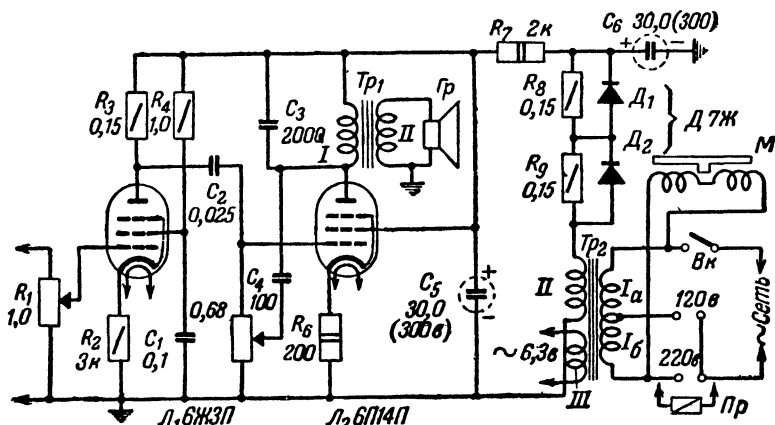 R7 2к
C6 30,0(300)
R3 0,15
R4 1,0
C3 2000
Тр1
I
II
Гр
R8 0,15
Д1
Д2
} Д 7Ж
R9 0,15
М
C2 0,025
R1 1,0
R2 3к
C1 0,1
0,68
C4 100
R6 200
C5 30,0 (300в)
+
-
Тр2
II
Iа
Iб
III
~ 6,3в
Вк
120в
220в
~Сеть
Пр
Л1 6Ж3П
Л2 6П14П